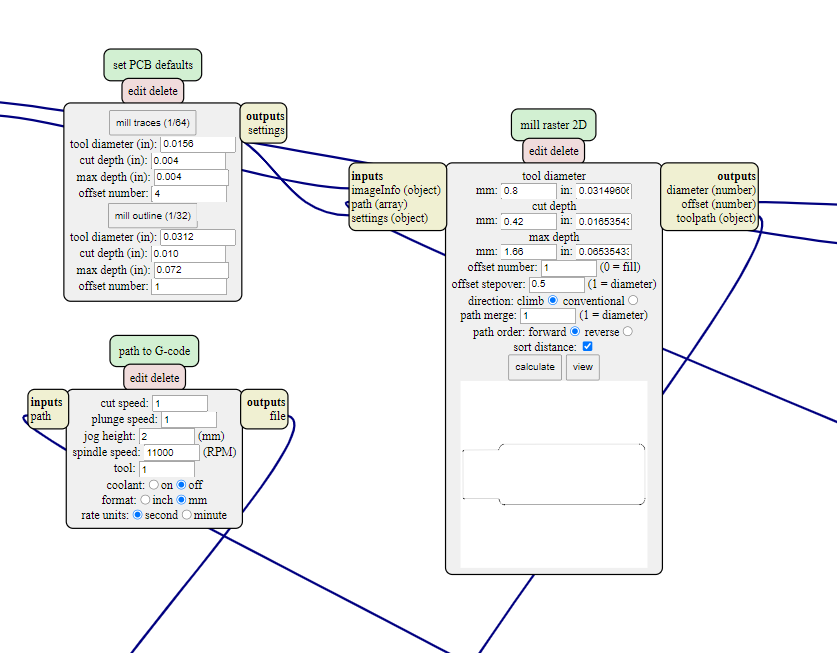 set PCB defaults
edit delete
mill traces (1/64)
tool diameter (in): 0.0156
cut depth (in): 0.004
max depth (in): 0.004
offset number: 4
mill outline (1/32)
tool diameter (in): 0.0312
cut depth (in): 0.010
max depth (in): 0.072
offset number: 1
outputs
settings
path to G-code
edit delete
inputs
path
cut speed: 1
plunge speed: 1
jog height: 2 (mm)
spindle speed: 11000 (RPM)
tool: 1
coolant: on off
format: inch mm
rate units: second minute
outputs
file
mill raster 2D
edit delete
inputs
imageInfo (object)
path (array)
settings (object)
tool diameter
mm: 0.8 in: 0.03149606
cut depth
mm: 0.42 in: 0.01653543
max depth
mm: 1.66 in: 0.06535433
offset number: 1 (0 = fill)
offset stepover: 0.5 (1 = diameter)
direction: climb conventional
path merge: 1 (1 = diameter)
path order: forward reverse
sort distance:
calculate view
outputs
diameter (number)
offset (number)
toolpath (object)